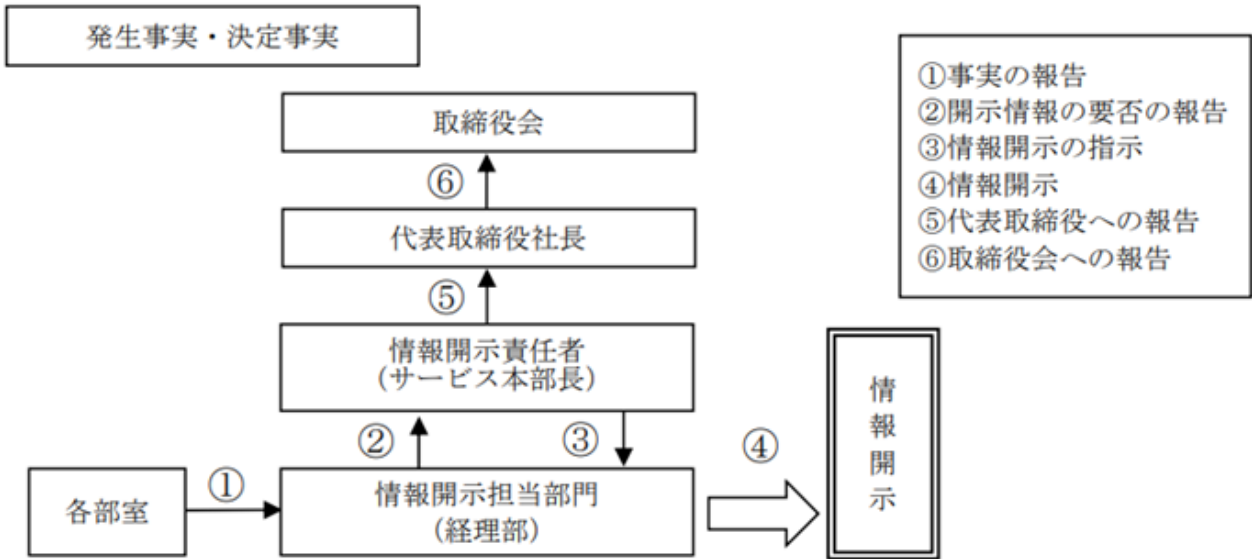 発生事実・決定事実
①事実の報告
②開示情報の要否の報告
③情報開示の指示
④情報開示
⑤代表取締役への報告
⑥取締役会への報告
取締役会
⑥
代表取締役社長
⑤
情報開示責任者
(サービス本部長)
②
③
④
情報開示
各部室
①
情報開示担当部門
(経理部)